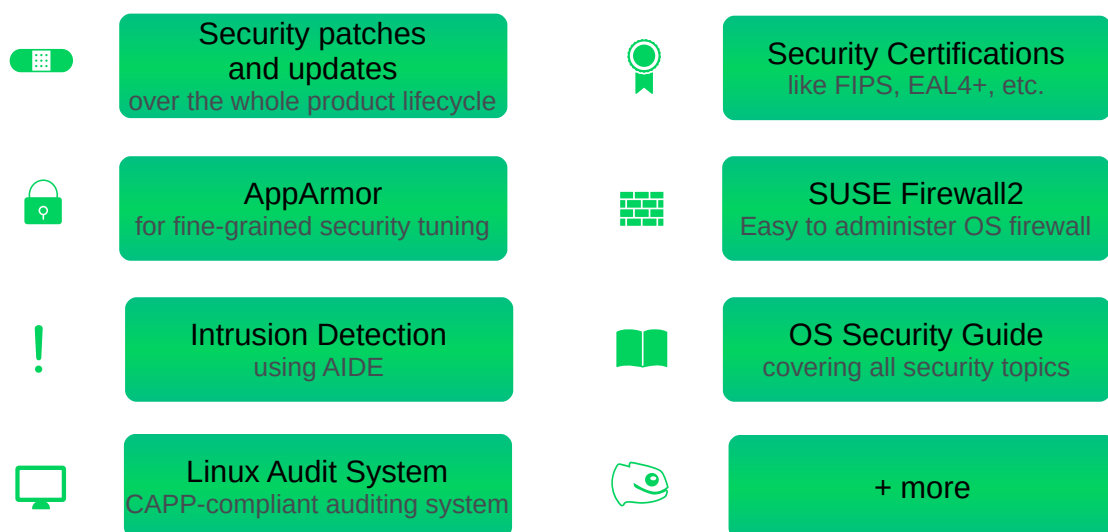 Security patches
and updates
over the whole product lifecycle
Security Certifications
like FIPS, EAL4+, etc.
AppArmor
for fine-grained security tuning
SUSE Firewall2
Easy to administer OS firewall
Intrusion Detection
using AIDE
OS Security Guide
covering all security topics
Linux Audit System
CAPP-compliant auditing system
+ more